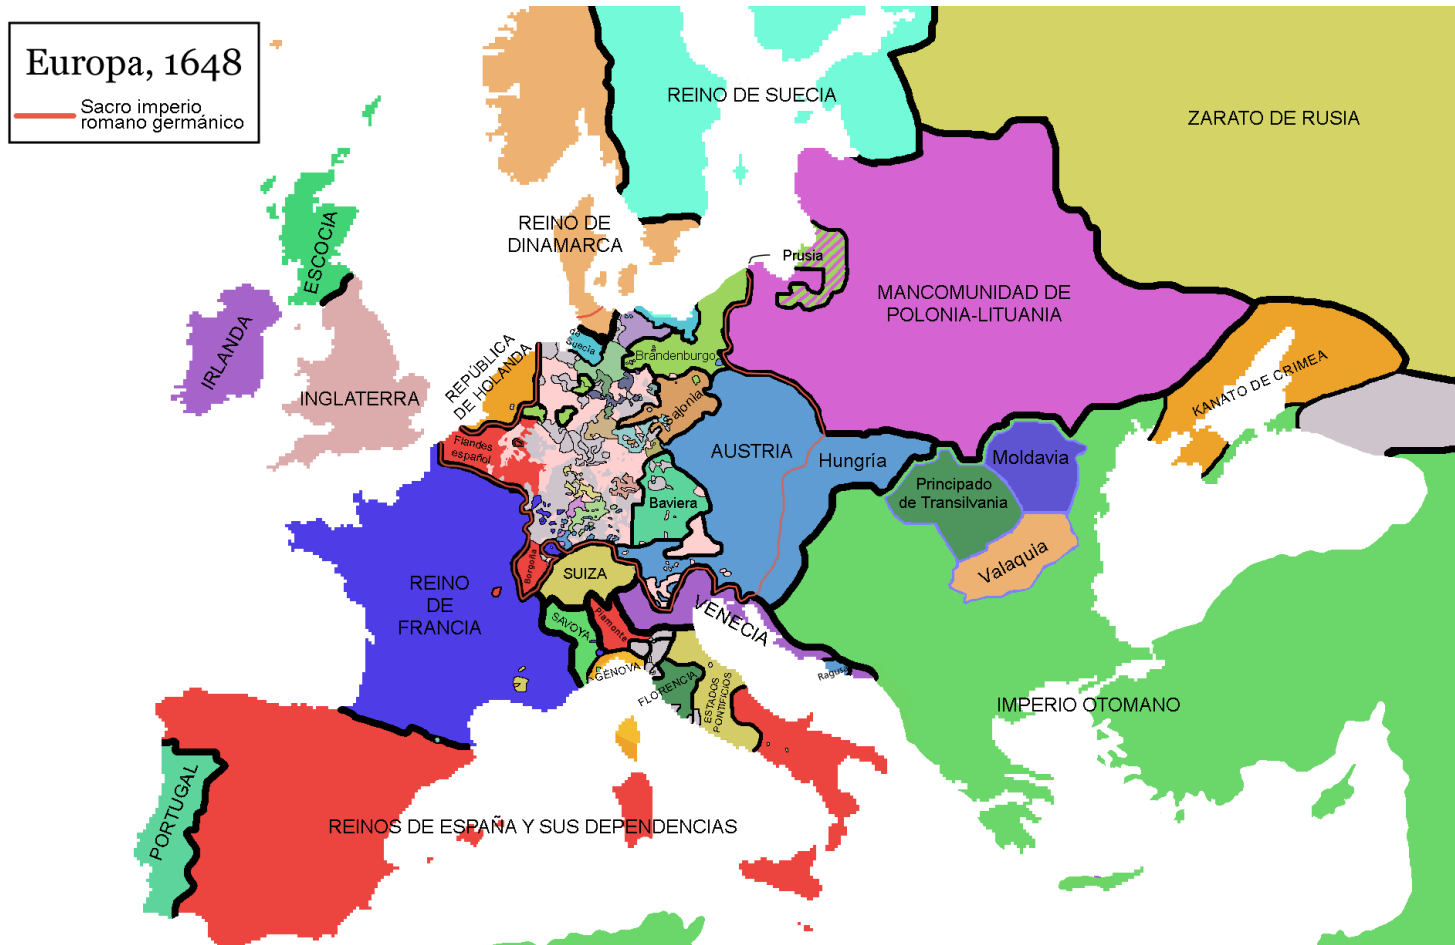 Europa, 1648
Sacro imperio
romano germánico
REINO DE SUECIA
ZARATO DE RUSIA
ESCOCIA
REINO DE
DINAMARCA
Prusia
MANCOMUNIDAD DE
POLONIA-LITUANIA
IRLANDA
INGLATERRA
REPÚBLICA
DE HOLANDA
de
Suecia
Brandenburgo
KANATO DE CRIMEA
Sajonia
Flandes
español
AUSTRIA
Hungría
Moldavia
Principado
de Transilvania
Baviera
Valaquia
Borgoña
SUIZA
REINO
DE
FRANCIA
SAVOYA
Piamonte
VENECIA
GÉNOVA
FLORENCIA
ESTADOS
PONTIFICIOS
Ragusa
IMPERIO OTOMANO
PORTUGAL
REINOS DE ESPAÑA Y SUS DEPENDENCIAS